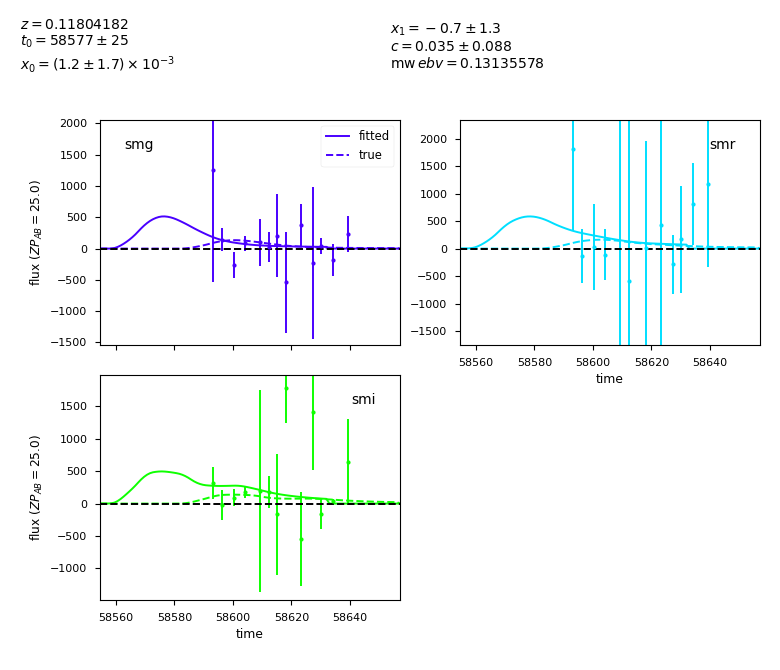 z = 0.11804182
t₀ = 58577 ± 25
x₀ = (1.2 ± 1.7) × 10⁻³
x₁ = −0.7 ± 1.3
c = 0.035 ± 0.088
mw ebv = 0.13135578
smg
fitted
true
2000
1500
1000
500
0
−500
−1000
−1500
flux (ZP_AB = 25.0)
smr
2000
1500
1000
500
0
−500
−1000
−1500
58560 58580 58600 58620 58640
time
smi
1500
1000
500
0
−500
−1000
flux (ZP_AB = 25.0)
58560 58580 58600 58620 58640
time